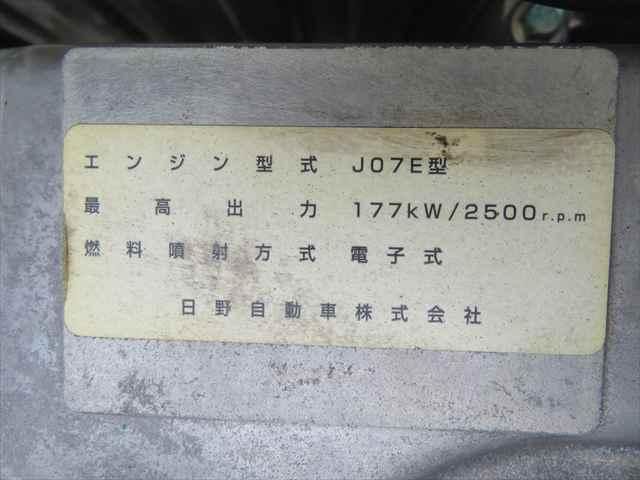 エンジン型式 J07E型
最高出力 177kW/2500r.p.m
燃料噴射方式 電子式
日野自動車株式会社